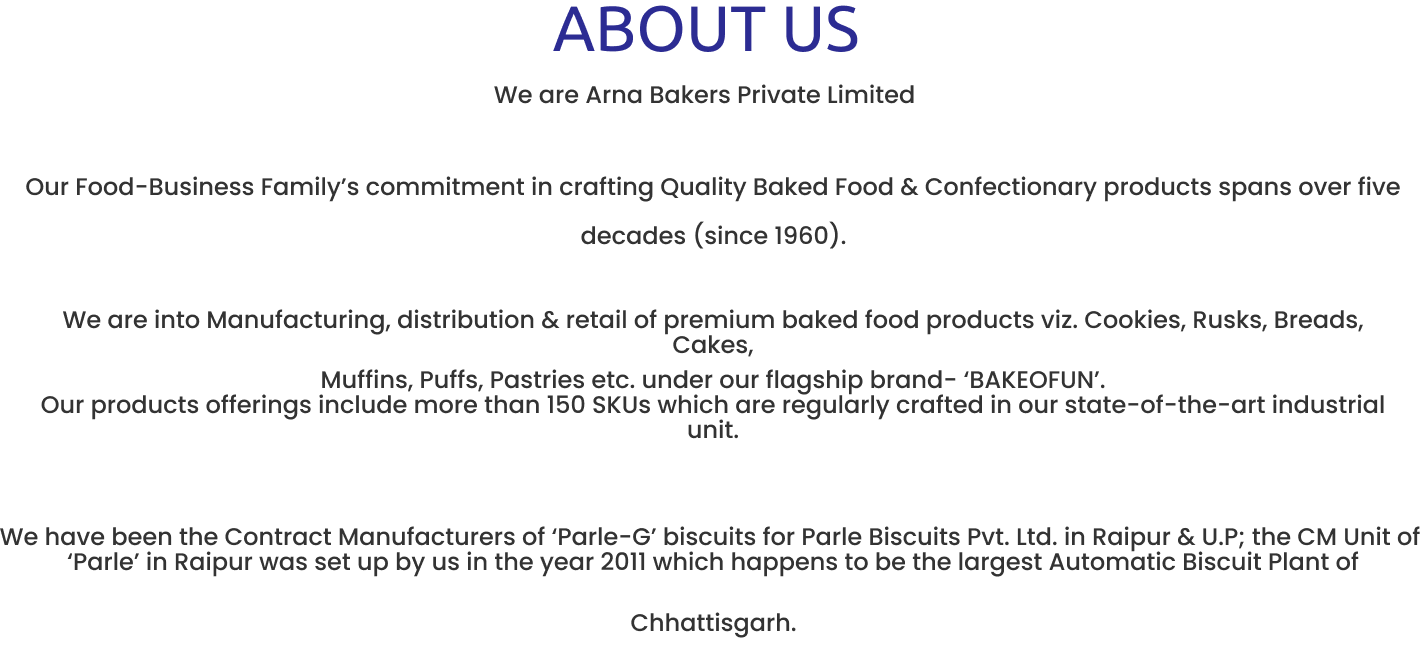 ABOUT US
We are Arna Bakers Private Limited
Our Food-Business Family’s commitment in crafting Quality Baked Food & Confectionary products spans over five
decades (since 1960).
We are into Manufacturing, distribution & retail of premium baked food products viz. Cookies, Rusks, Breads,
Cakes,
Muffins, Puffs, Pastries etc. under our flagship brand- ‘BAKEOFUN’.
Our products offerings include more than 150 SKUs which are regularly crafted in our state-of-the-art industrial
unit.
We have been the Contract Manufacturers of ‘Parle-G’ biscuits for Parle Biscuits Pvt. Ltd. in Raipur & U.P; the CM Unit of
‘Parle’ in Raipur was set up by us in the year 2011 which happens to be the largest Automatic Biscuit Plant of
Chhattisgarh.